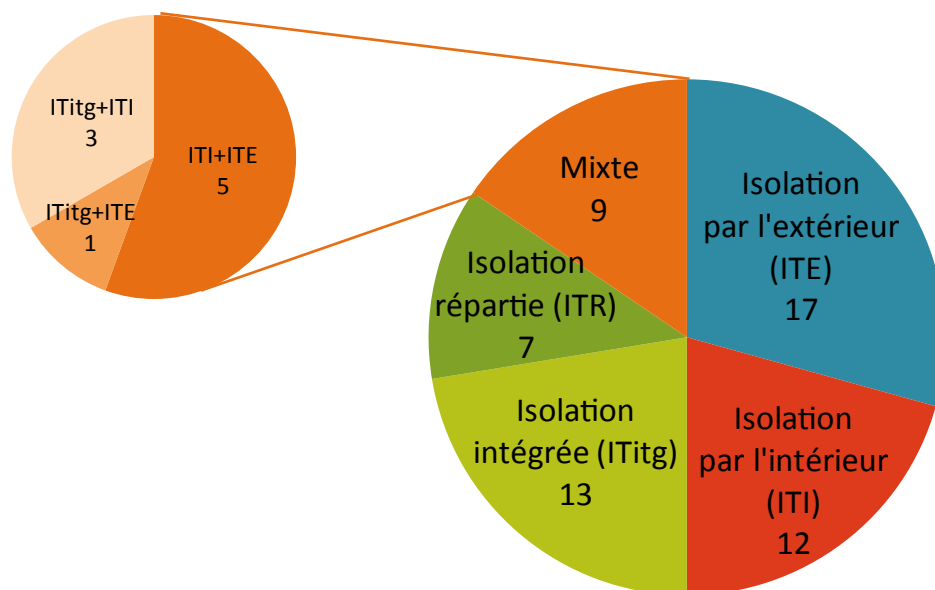 ITitg+ITI
3
ITI+ITE
5
ITitg+ITE
1
Mixte
9
Isolation
par l'extérieur
(ITE)
17
Isolation
répartie (ITR)
7
Isolation
intégrée (ITitg)
13
Isolation
par l'intérieur
(ITI)
12